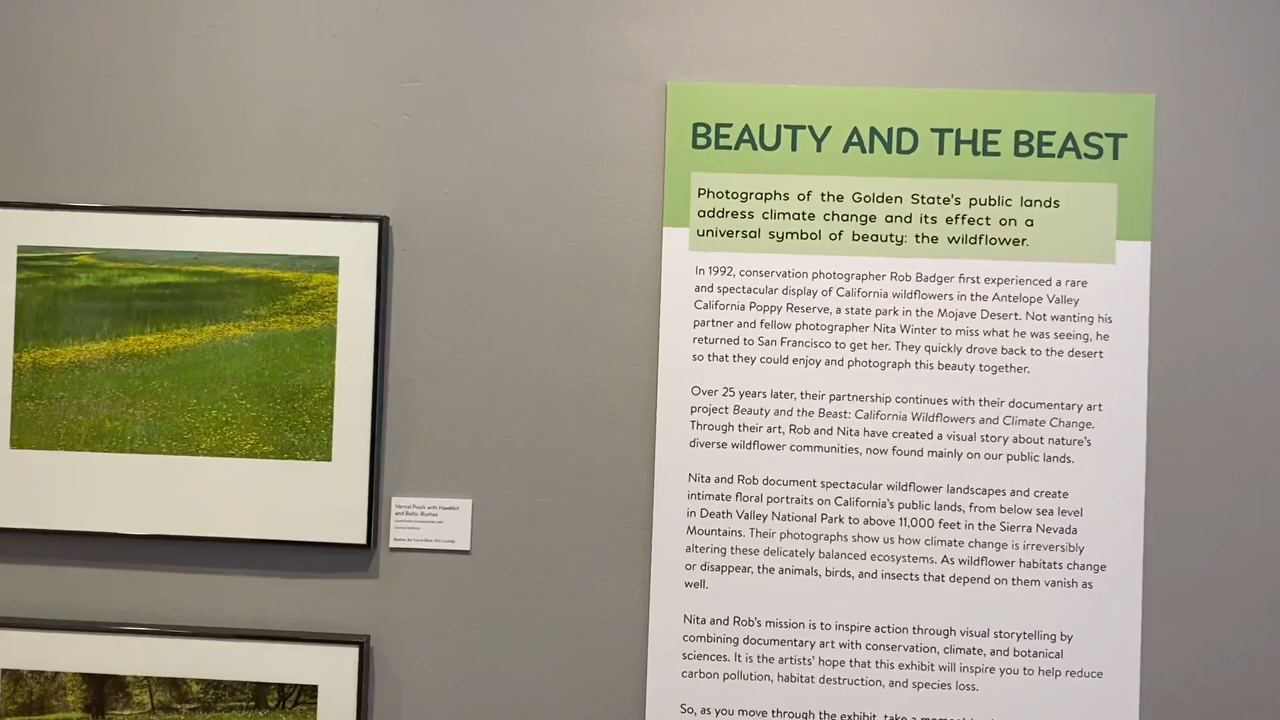 BEAUTY AND THE BEAST
Photographs of the Golden State's public lands
address climate change and its effect on a
universal symbol of beauty: the wildflower.
In 1992, conservation photographer Rob Badger first experienced a rare
and spectacular display of California wildflowers in the Antelope Valley
California Poppy Reserve, a state park in the Mojave Desert. Not wanting his
partner and fellow photographer Nita Winter to miss what he was seeing, he
returned to San Francisco to get her. They quickly drove back to the desert
so that they could enjoy and photograph this beauty together.
Over 25 years later, their partnership continues with their documentary art
project Beauty and the Beast: California Wildflowers and Climate Change.
Through their art, Rob and Nita have created a visual story about nature's
diverse wildflower communities, now found mainly on our public lands.
Nita and Rob document spectacular wildflower landscapes and create
intimate floral portraits on California's public lands, from below sea level
in Death Valley National Park to above 11,000 feet in the Sierra Nevada
Mountains. Their photographs show us how climate change is irreversibly
altering these delicately balanced ecosystems. As wildflower habitats change
or disappear, the animals, birds, and insects that depend on them vanish as
well.
Nita and Rob's mission is to inspire action through visual storytelling by
combining documentary art with conservation, climate, and botanical
sciences. It is the artists' hope that this exhibit will inspire you to help reduce
carbon pollution, habitat destruction, and species loss.
So, as you move through the exhibit, take a
Vernal Pools with Hawkbit
and Baltic Rushes